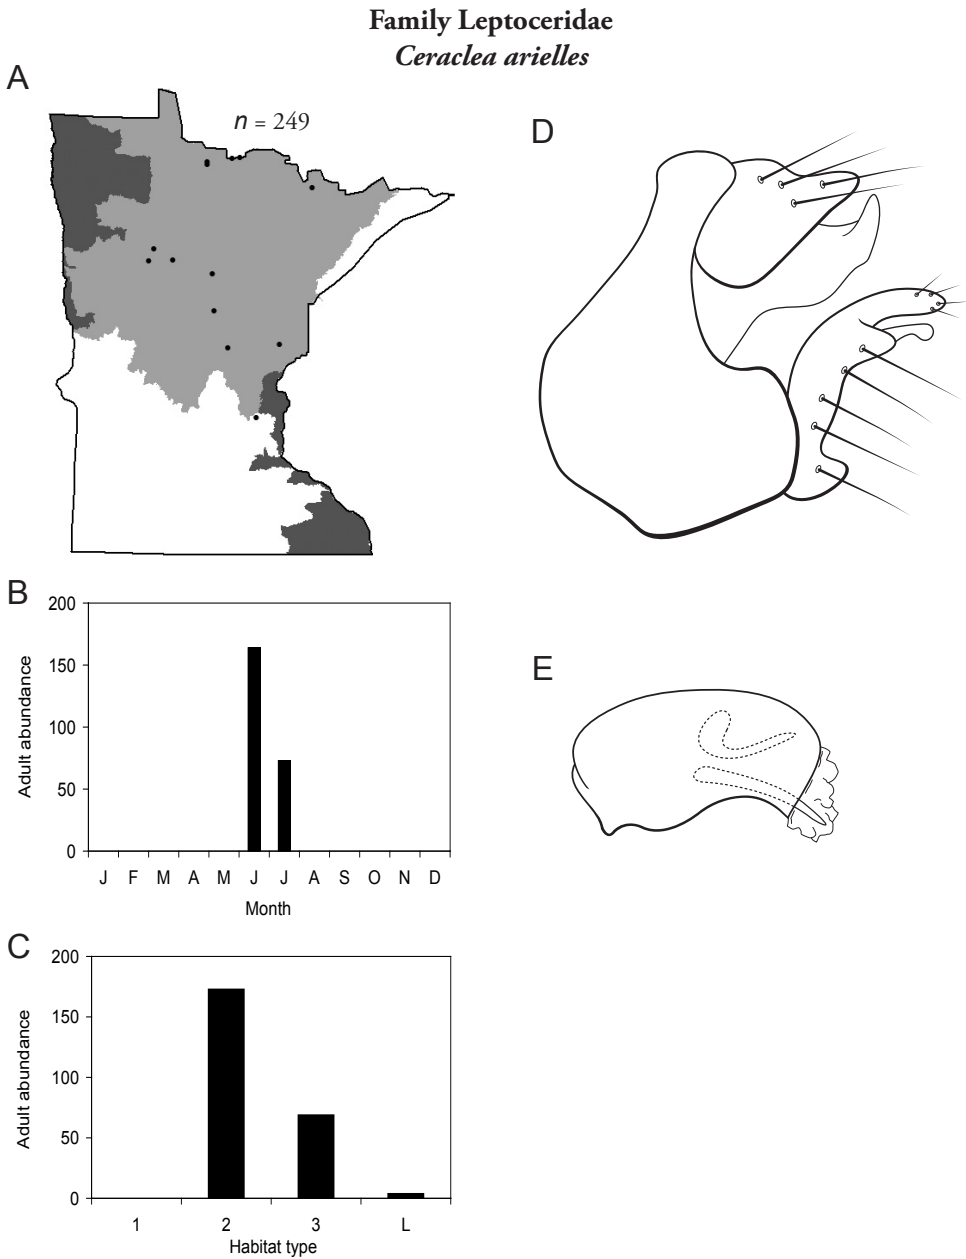 Family Leptoceridae
Ceraclea arielles
A
n = 249
D
B
200
150
100
50
0
Adult abundance
J F M A M J J A S O N D
Month
E
C
200
150
100
50
0
Adult abundance
1 2 3 L
Habitat type